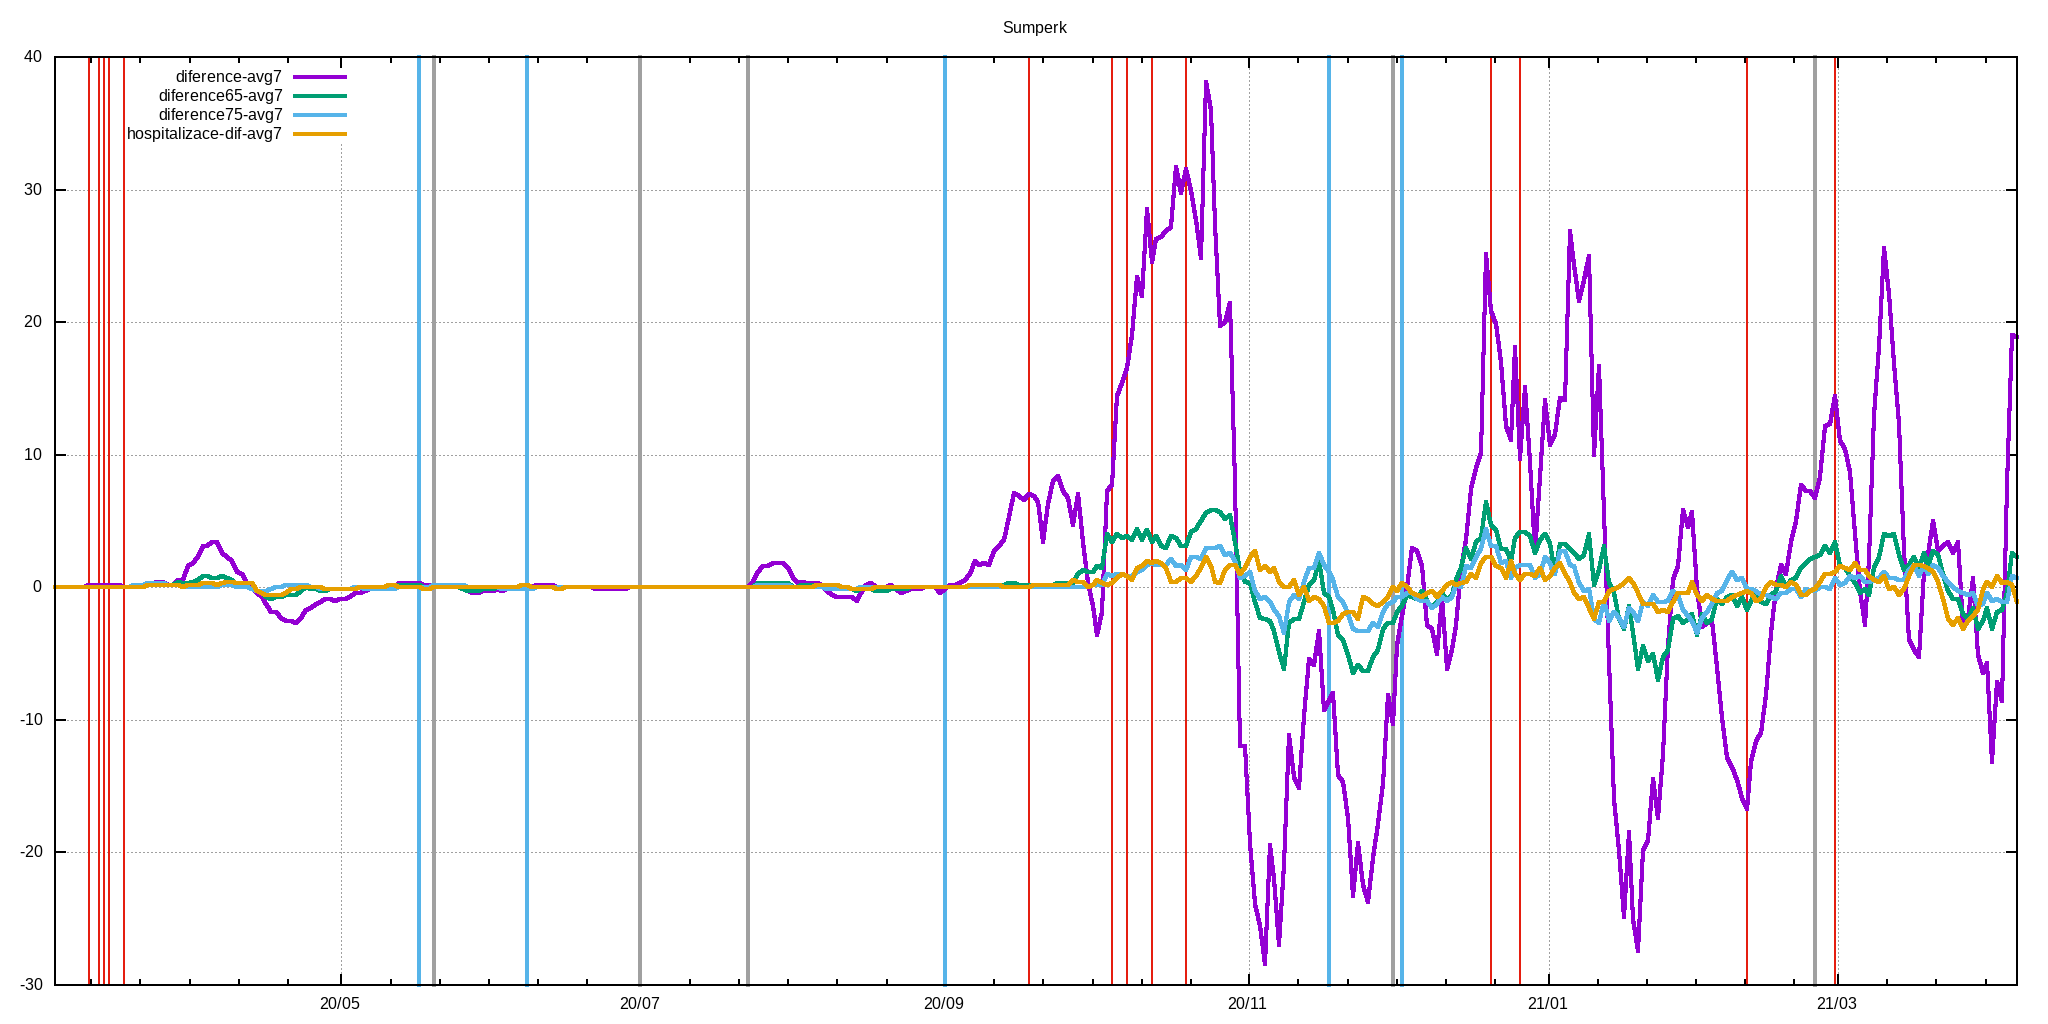 Sumperk
40
diference-avg7
diference65-avg7
diference75-avg7
hospitalizace-dif-avg7
30
20
10
0
-10
-20
-30
20/05
20/07
20/09
20/11
21/01
21/03